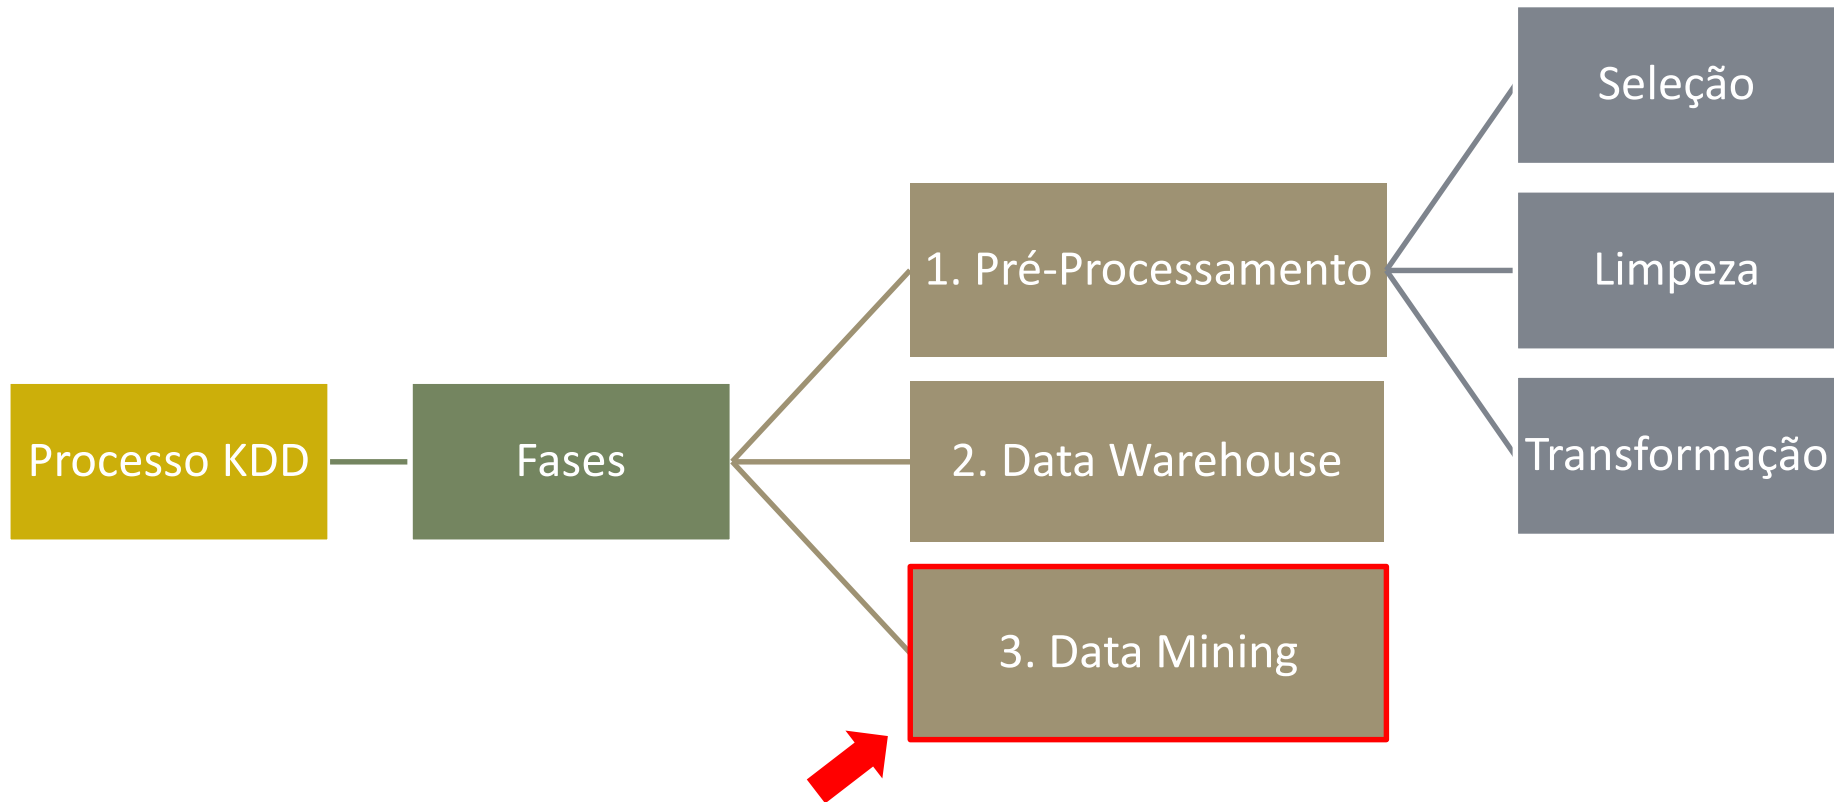 Processo KDD
Fases
1. Pré-Processamento
2. Data Warehouse
3. Data Mining
Seleção
Limpeza
Transformação